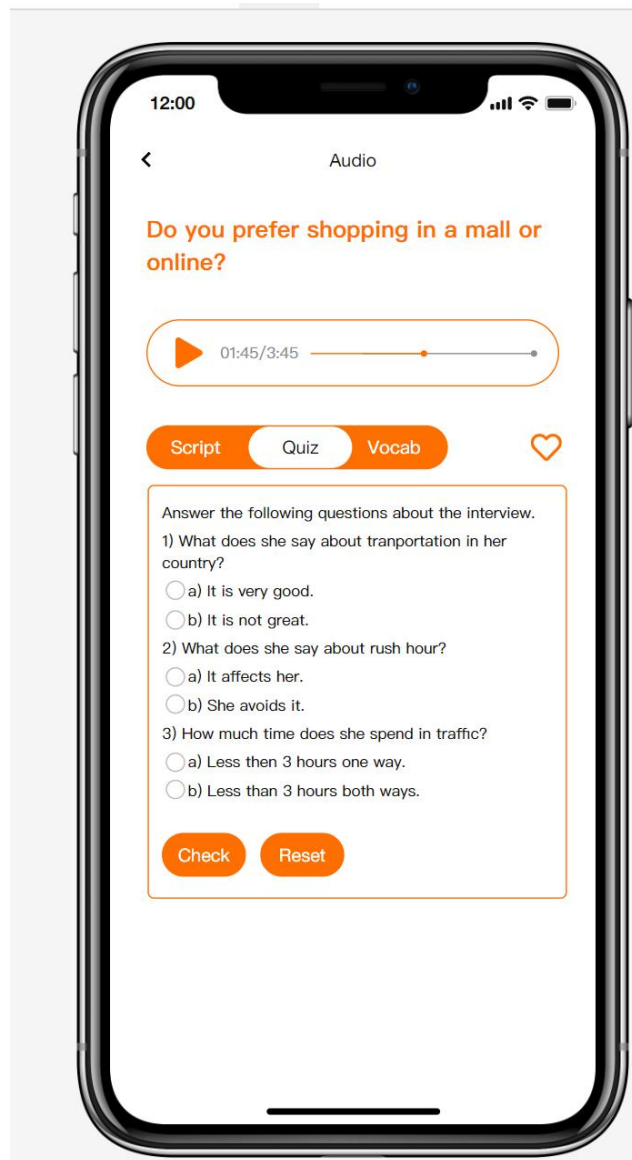 12:00
Audio
Do you prefer shopping in a mall or
online?
01:45/3:45
Script Quiz Vocab
Answer the following questions about the interview.
1) What does she say about tranportation in her
country?
a) It is very good.
b) It is not great.
2) What does she say about rush hour?
a) It affects her.
b) She avoids it.
3) How much time does she spend in traffic?
a) Less then 3 hours one way.
b) Less than 3 hours both ways.
Check Reset